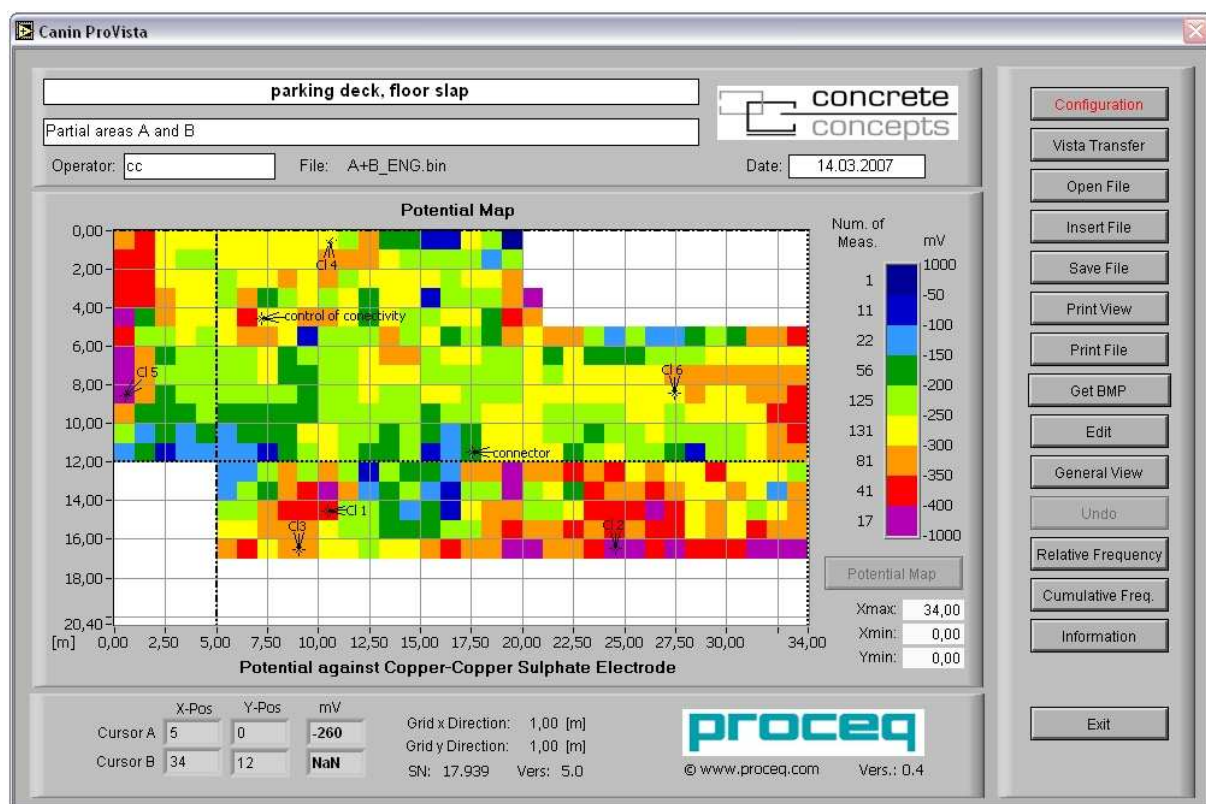 Canin ProVista
parking deck, floor slap
Partial areas A and B
Operator: cc File: A+B_ENG.bin Date: 14.03.2007
concrete
concepts
Configuration
Vista Transfer
Open File
Insert File
Save File
Print View
Print File
Get BMP
Edit
General View
Undo
Relative Frequency
Cumulative Freq.
Information
Exit
Potential Map
0,00
2,00
4,00
6,00
8,00
10,00
12,00
14,00
16,00
18,00
20,40
[m] 0,00 2,50 5,00 7,50 10,00 12,50 15,00 17,50 20,00 22,50 25,00 27,50 30,00 34,00
Potential against Copper-Copper Sulphate Electrode
Cl 4
control of conectivity
Cl 5
Cl 6
connector
Cl 1
Cl3
Cl 2
Num. of
Meas. mV
1
11
22
56
125
131
81
41
17
1000
-50
-100
-150
-200
-250
-300
-350
-400
-1000
Potential Map
Xmax: 34,00
Xmin: 0,00
Ymin: 0,00
X-Pos Y-Pos mV
Cursor A 5 0 -260
Cursor B 34 12 NaN
Grid x Direction: 1,00 [m]
Grid y Direction: 1,00 [m]
SN: 17.939 Vers: 5.0
proceq
© www.proceq.com Vers.: 0.4